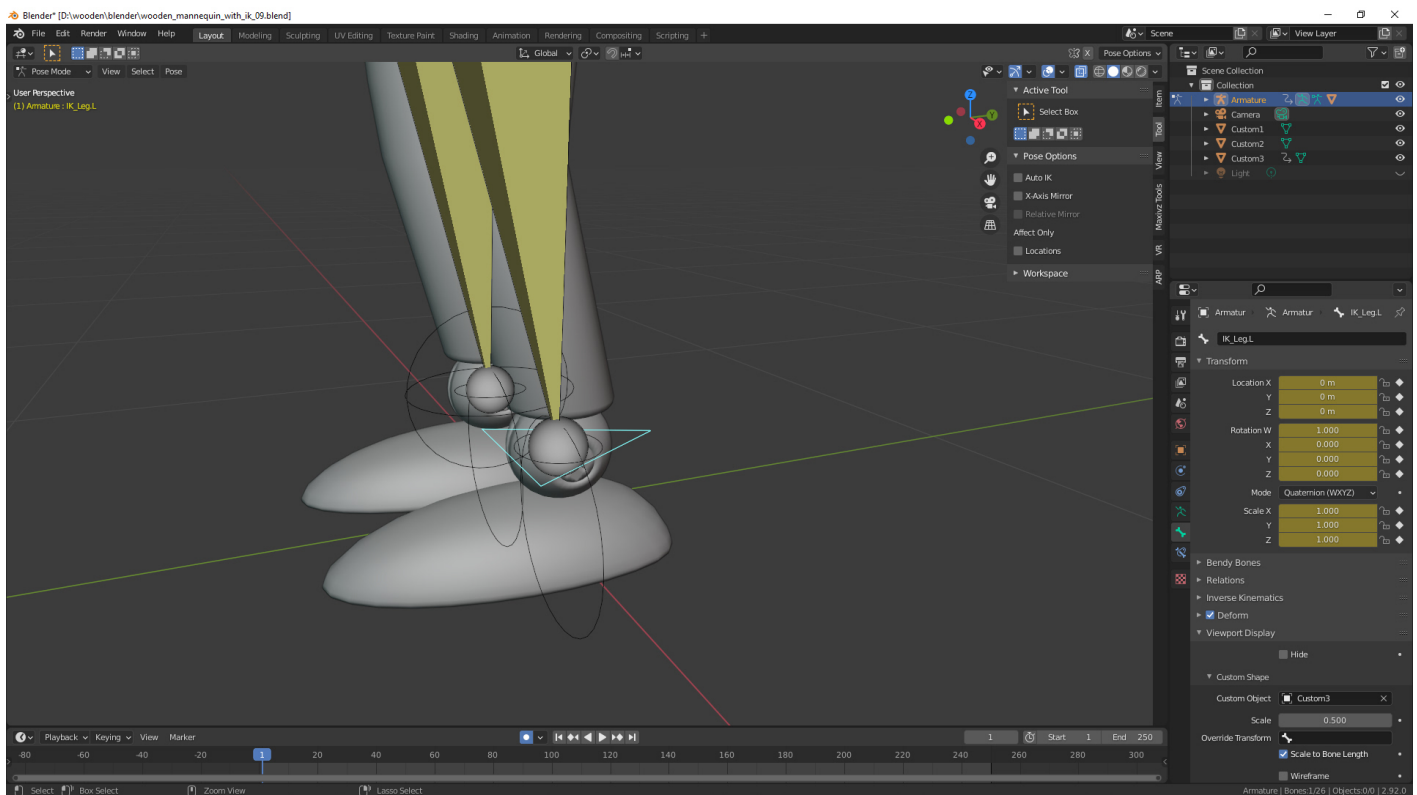 Blender* [D:\wooden\blender\wooden_mannequin_with_ik_09.blend]
File Edit Render Window Help Layout Modeling Sculpting UV Editing Texture Paint Shading Animation Rendering Compositing Scripting + Scene View Layer
Global Pose Options
Pose Mode View Select Pose
User Perspective
(1) Armature : IK_Leg.L
Z
Y
X
Active Tool
Select Box
Pose Options
Auto IK
X-Axis Mirror
Relative Mirror
Affect Only
Locations
Workspace
Item
Tool
View
Maxivz Tools
VR
ARP
Scene Collection
Collection
Armature
Camera
Custom1
Custom2
Custom3
Light
Armatur Armatur IK_Leg.L
IK_Leg.L
Transform
Location X 0 m
Y 0 m
Z 0 m
Rotation W 1.000
X 0.000
Y 0.000
Z 0.000
Mode Quaternion (WXYZ)
Scale X 1.000
Y 1.000
Z 1.000
Bendy Bones
Relations
Inverse Kinematics
Deform
Viewport Display
Hide
Custom Shape
Custom Object Custom3
Scale 0.500
Override Transform
Scale to Bone Length
Wireframe
Playback Keying View Marker 1 Start 1 End 250
-80 -60 -40 -20 1 20 40 60 80 100 120 140 160 180 200 220 240 260 280 300
Select Box Select Zoom View Lasso Select Armature | Bones:1/26 | Objects:0/0 | 2.92.0